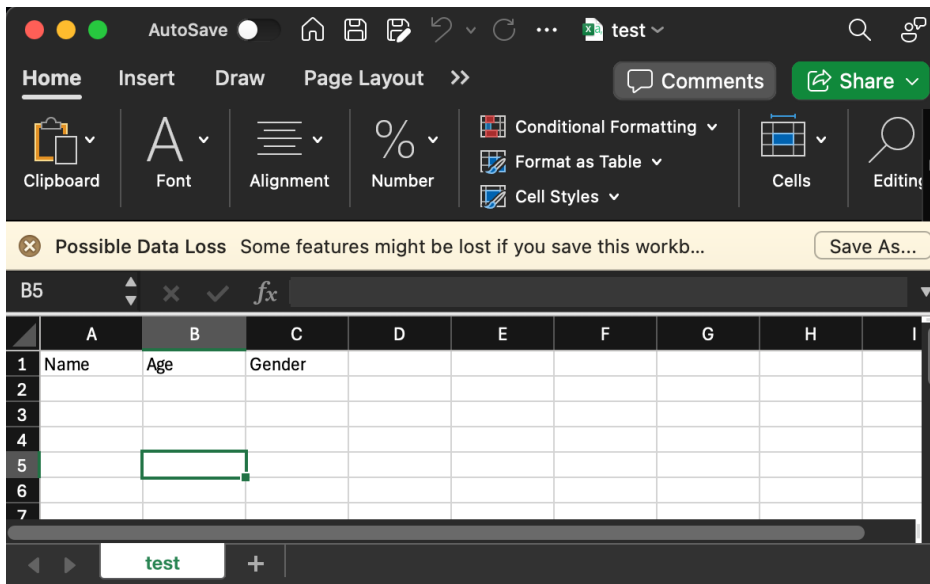 AutoSave test
Home Insert Draw Page Layout >> Comments Share
Clipboard Font Alignment Number Conditional Formatting Format as Table Cell Styles Cells Editing
Possible Data Loss Some features might be lost if you save this workb... Save As...
B5 fx
A B C D E F G H I
1 Name Age Gender
2
3
4
5
6
7
test +